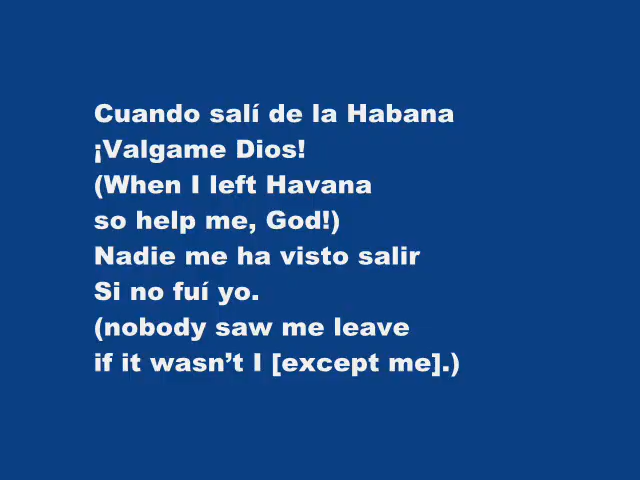 Cuando salí de la Habana
¡Valgame Dios!
(When I left Havana
so help me, God!)
Nadie me ha visto salir
Si no fuí yo.
(nobody saw me leave
if it wasn’t I [except me].)